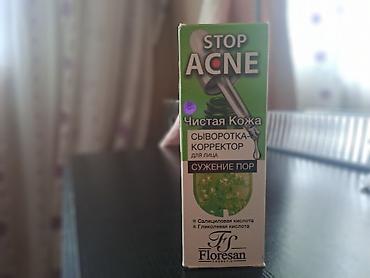 STOP
ACNE
Чистая Кожа
СЫВОРОТКА-
КОРРЕКТОР
ДЛЯ ЛИЦА
СУЖЕНИЕ ПОР
Салициловая кислота
Гликолевая кислота
FS
Floresan